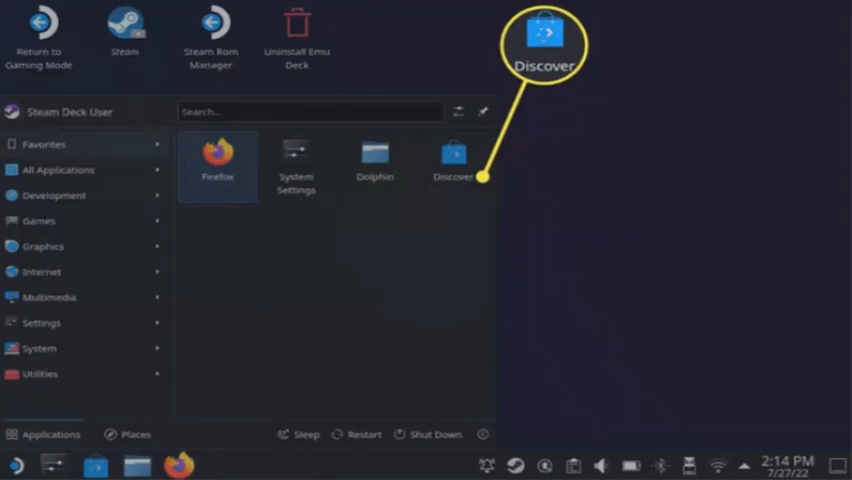 Return to
Gaming Mode
Steam
Steam Rom
Manager
Uninstall Emu
Deck
Discover
Steam Deck User
Search...
Favorites
All Applications
Development
Games
Graphics
Internet
Multimedia
Settings
System
Utilities
Firefox
System
Settings
Dolphin
Discover
Applications
Places
Sleep
Restart
Shut Down
2:14 PM
7/27/22